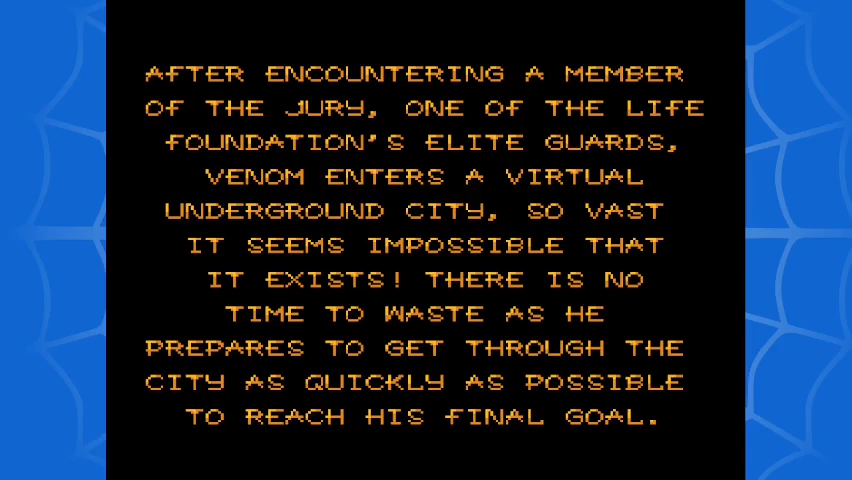 AFTER ENCOUNTERING A MEMBER
OF THE JURY, ONE OF THE LIFE
FOUNDATION'S ELITE GUARDS,
VENOM ENTERS A VIRTUAL
UNDERGROUND CITY, SO VAST
IT SEEMS IMPOSSIBLE THAT
IT EXISTS! THERE IS NO
TIME TO WASTE AS HE
PREPARES TO GET THROUGH THE
CITY AS QUICKLY AS POSSIBLE
TO REACH HIS FINAL GOAL.